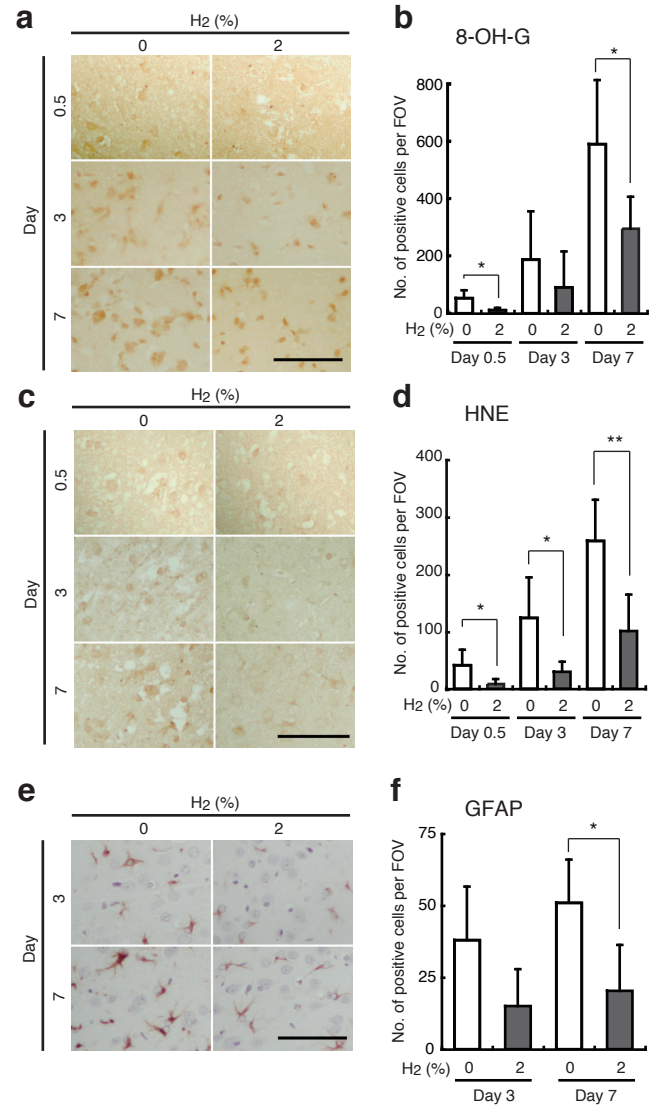 a
H2 (%)
0 2
Day
0.5
3
7
b
8-OH-G
No. of positive cells per FOV
800
600
400
200
0
*
*
H2 (%) 0 2 0 2 0 2
Day 0.5 Day 3 Day 7
c
H2 (%)
0 2
Day
0.5
3
7
d
HNE
No. of positive cells per FOV
400
300
200
100
0
*
*
**
H2 (%) 0 2 0 2 0 2
Day 0.5 Day 3 Day 7
e
H2 (%)
0 2
Day
3
7
f
GFAP
No. of positive cells per FOV
75
50
25
0
*
H2 (%) 0 2 0 2
Day 3 Day 7